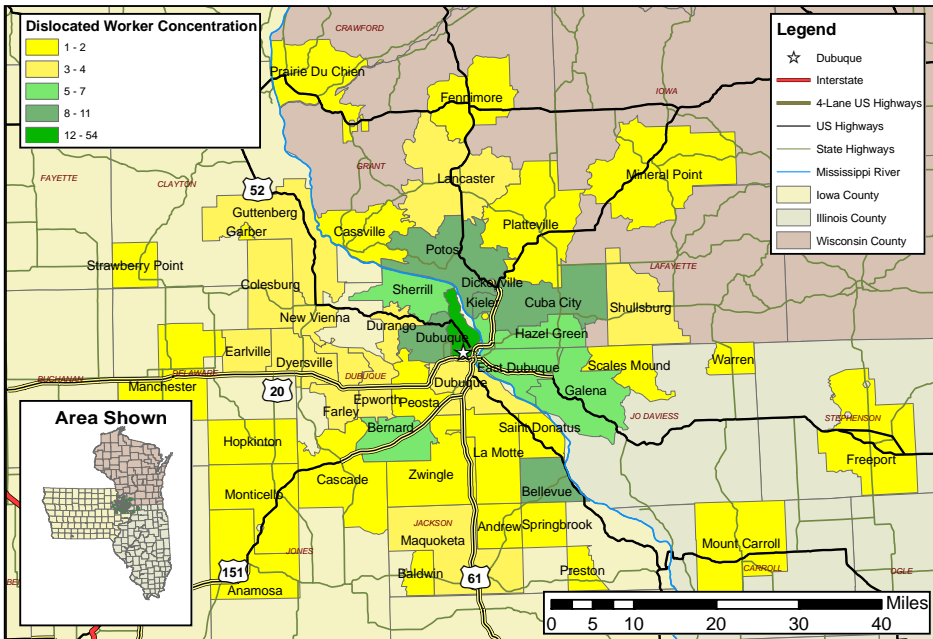 Dislocated Worker Concentration
1 - 2
3 - 4
5 - 7
8 - 11
12 - 54
Legend
Dubuque
Interstate
4-Lane US Highways
US Highways
State Highways
Mississippi River
Iowa County
Illinois County
Wisconsin County
CRAWFORD
Prairie Du Chien
Fennimore
IOWA
GRANT
FAYETTE
CLAYTON
52
Lancaster
Mineral Point
Guttenberg
Garber
Cassville
Platteville
Potosi
Strawberry Point
LAFAYETTE
Colesburg
Sherrill
Dickeyville
Kieler
Cuba City
Shullsburg
New Vienna
Durango
Dubuque
Hazel Green
Earlville
Dyersville
East Dubuque
Scales Mound
Warren
BUCHANAN
DELAWARE
DUBUQUE
Manchester
20
Dubuque
Galena
Epworth
Peosta
Farley
JO DAVIESS
STEPHENSON
Area Shown
Hopkinton
Bernard
Saint Donatus
La Motte
Freeport
Cascade
Zwingle
Monticello
Bellevue
JACKSON
Andrew
Springbrook
Maquoketa
Mount Carroll
JONES
151
Baldwin
61
Preston
CARROLL
OGLE
Anamosa
Miles
0 5 10 20 30 40